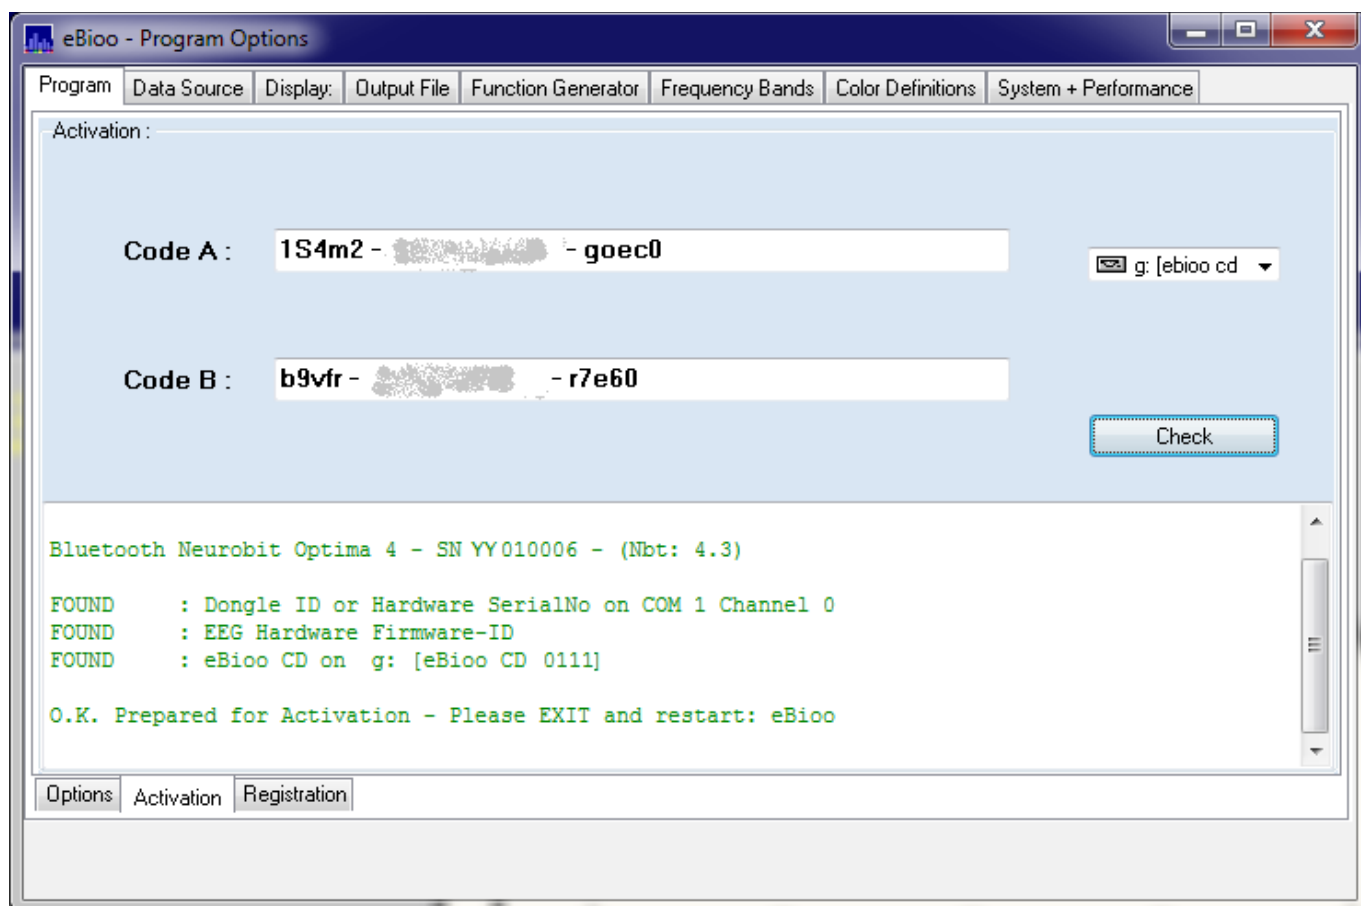 eBioo - Program Options
Program Data Source Display: Output File Function Generator Frequency Bands Color Definitions System + Performance
Activation :
Code A : 1S4m2 - - goec0
g: [ebioo cd
Code B : b9vfr - - r7e60
Check
Bluetooth Neurobit Optima 4 - SN YY010006 - (Nbt: 4.3)
FOUND : Dongle ID or Hardware SerialNo on COM 1 Channel 0
FOUND : EEG Hardware Firmware-ID
FOUND : eBioo CD on g: [eBioo CD 0111]
O.K. Prepared for Activation - Please EXIT and restart: eBioo
Options Activation Registration